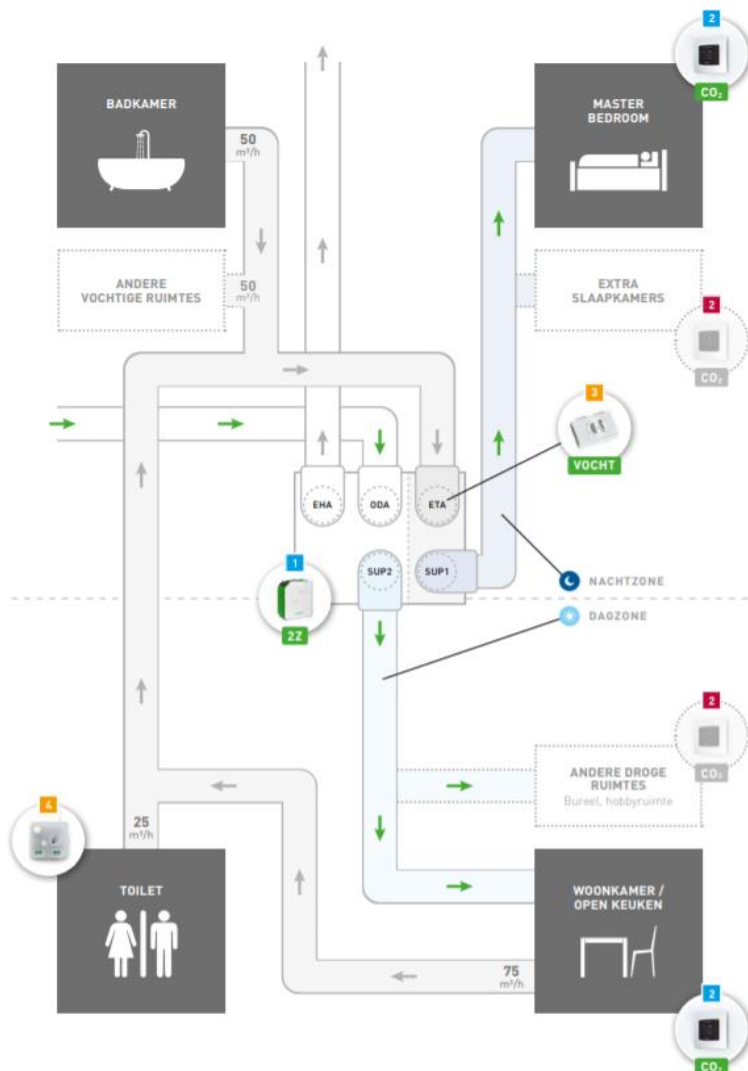 2
CO₂
BADKAMER
50
m³/h
MASTER
BEDROOM
ANDERE
VOCHTIGE RUIMTES
50
m³/h
EXTRA
SLAAPKAMERS
2
CO₂
3
VOCHT
EHA
ODA
ETA
SUP2
SUP1
1
2Z
NACHTZONE
DAGZONE
2
CO₂
ANDERE DROGE
RUIMTES
Bureel, hobbyruimte
4
25
m³/h
TOILET
WOONKAMER /
OPEN KEUKEN
75
m³/h
2
CO₂